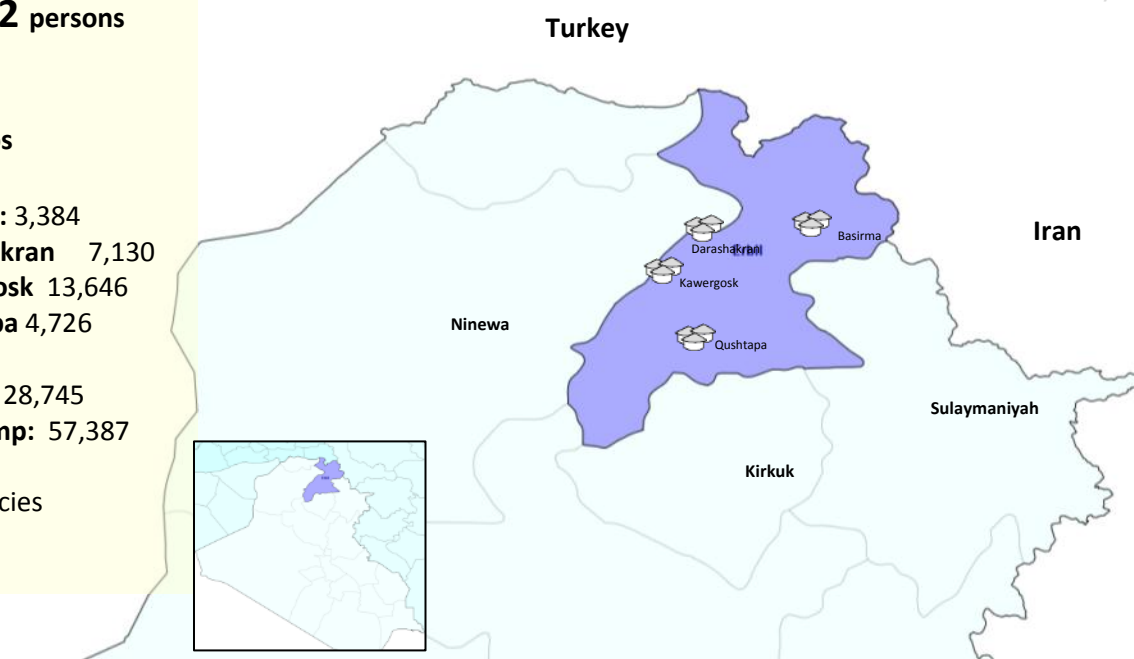 2 persons
s
: 3,384
kran 7,130
osk 13,646
pa 4,726
28,745
mp: 57,387
cies
Turkey
Iran
Darashakran
Erbil
Basirma
Kawergosk
Ninewa
Qushtapa
Sulaymaniyah
Kirkuk